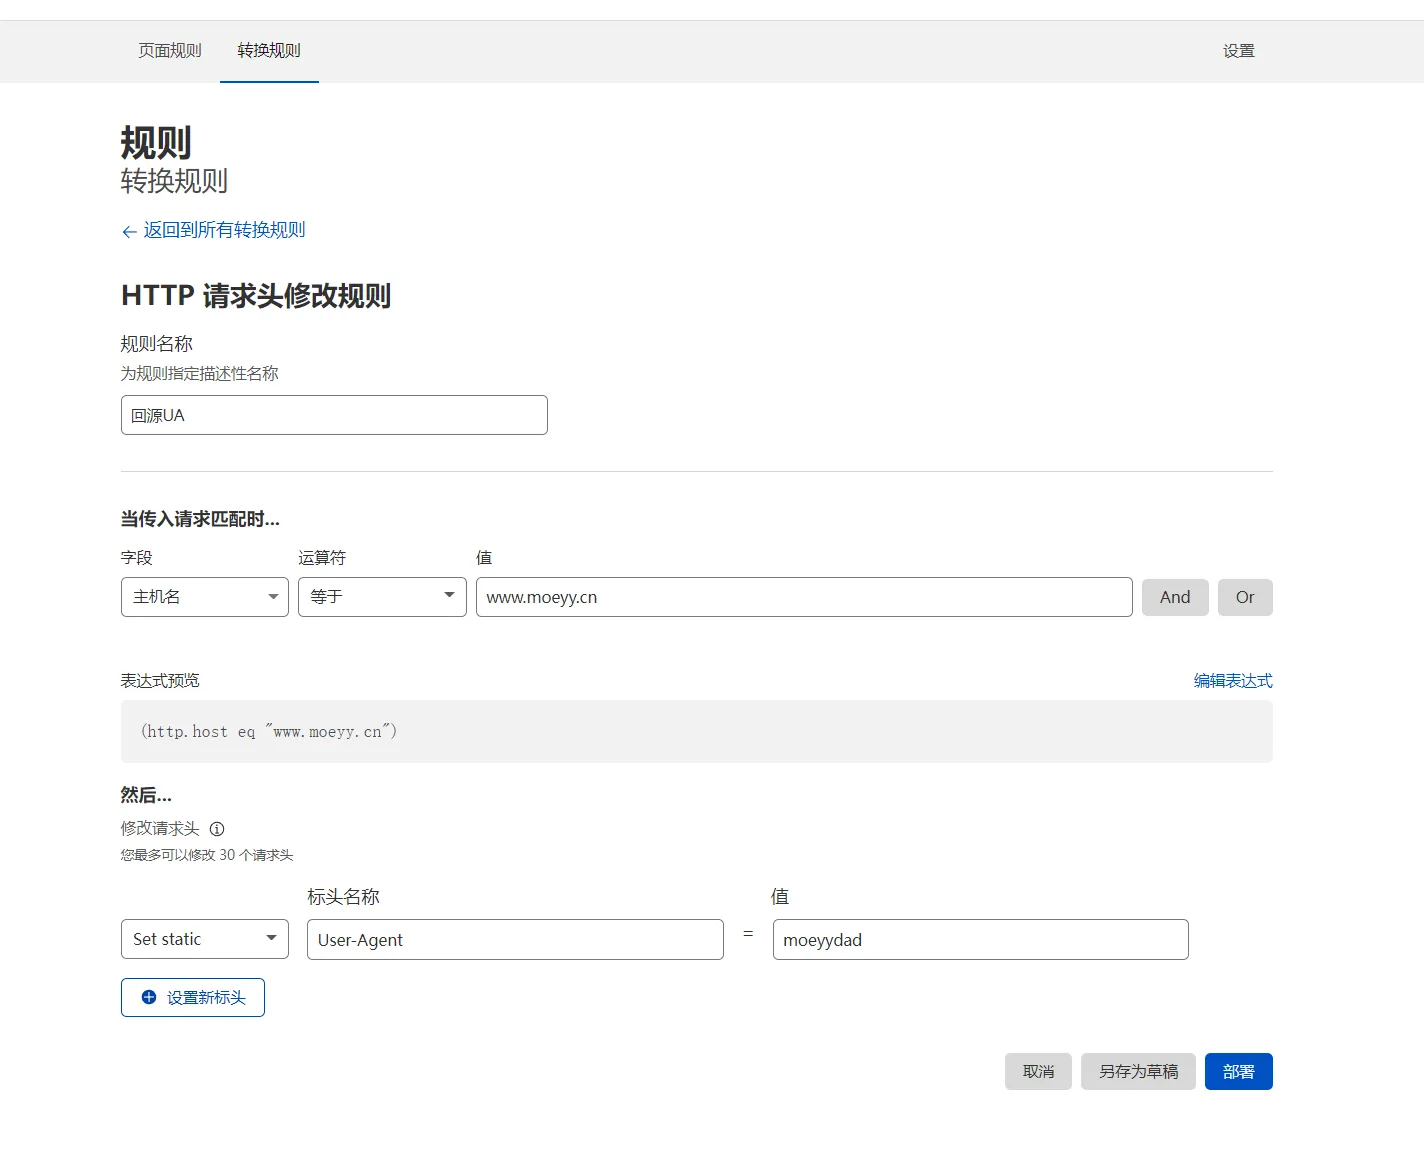 页面规则 转换规则 设置
规则
转换规则
← 返回到所有转换规则
HTTP 请求头修改规则
规则名称
为规则指定描述性名称
回源UA
当传入请求匹配时...
字段 运算符 值
主机名 等于 www.moeyy.cn And Or
表达式预览 编辑表达式
(http.host eq "www.moeyy.cn")
然后...
修改请求头
您最多可以修改 30 个请求头
标头名称 值
Set static User-Agent = moeyydad
设置新标头
取消 另存为草稿 部署